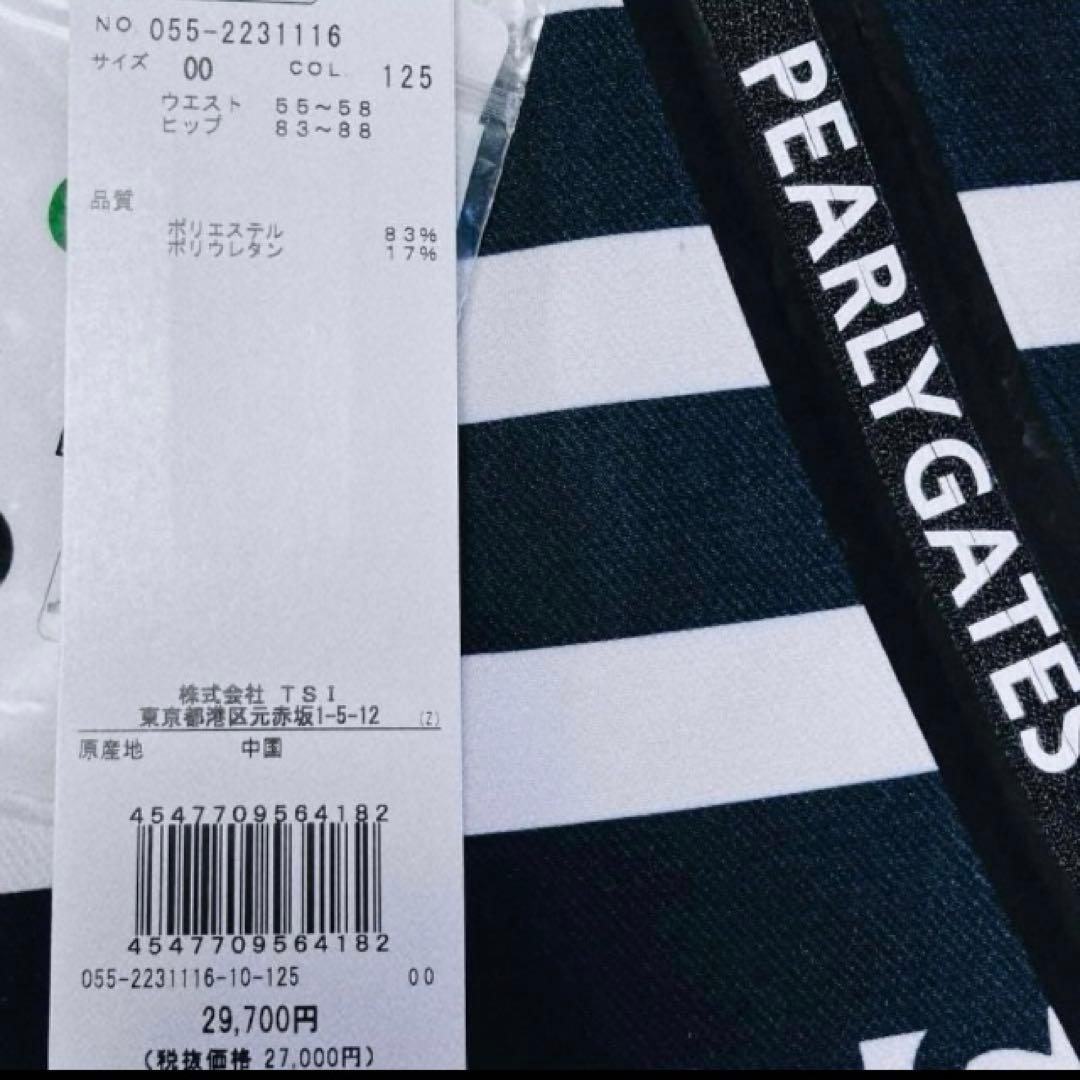 NO 055-2231116
サイズ 00 COL. 125
ウエスト 55～58
ヒップ 83～88
品質
ポリエステル 83%
ポリウレタン 17%
株式会社 TSI
東京都港区元赤坂1-5-12 (Z)
原産地 中国
4547709564182
4547709564182
055-2231116-10-125 00
29,700円
(税抜価格 27,000円)
PEARLY GATES